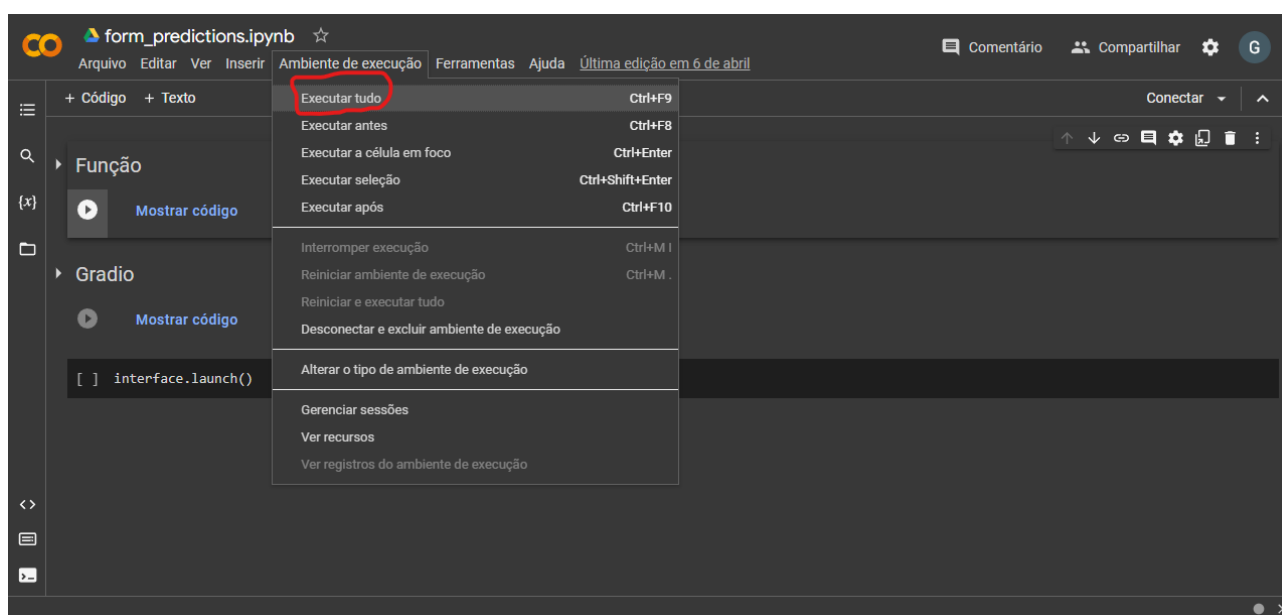 form_predictions.ipynb
Comentário Compartilhar G
Arquivo Editar Ver Inserir Ambiente de execução Ferramentas Ajuda Última edição em 6 de abril
+ Código + Texto
Conectar
Executar tudo Ctrl+F9
Executar antes Ctrl+F8
Executar a célula em foco Ctrl+Enter
Executar seleção Ctrl+Shift+Enter
Executar após Ctrl+F10
Interromper execução Ctrl+M I
Reiniciar ambiente de execução Ctrl+M .
Reiniciar e executar tudo
Desconectar e excluir ambiente de execução
Alterar o tipo de ambiente de execução
Gerenciar sessões
Ver recursos
Ver registros do ambiente de execução
{x}
Função
Mostrar código
Gradio
Mostrar código
[ ] interface.launch()